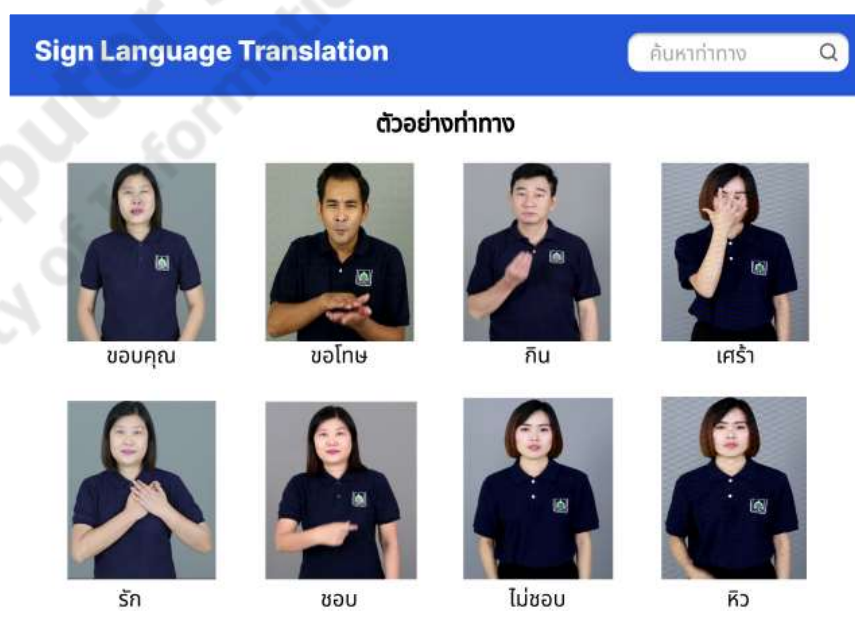 Sign Language Translation
ค้นหาท่าทาง
ตัวอย่างท่าทาง
ขอบคุณ ขอโทษ กิน เศร้า
รัก ชอบ ไม่ชอบ หิว